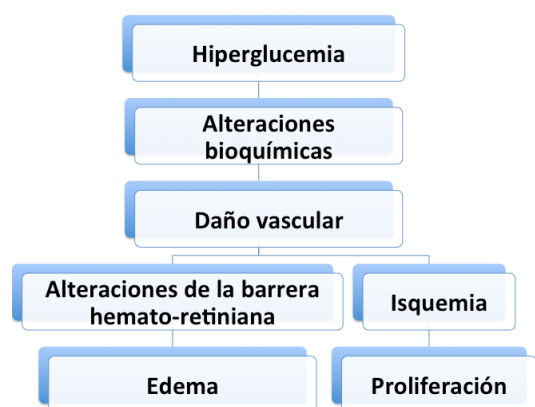 Hiperglucemia
Alteraciones
bioquímicas
Daño vascular
Alteraciones de la barrera
hemato-retiniana
Isquemia
Edema
Proliferación